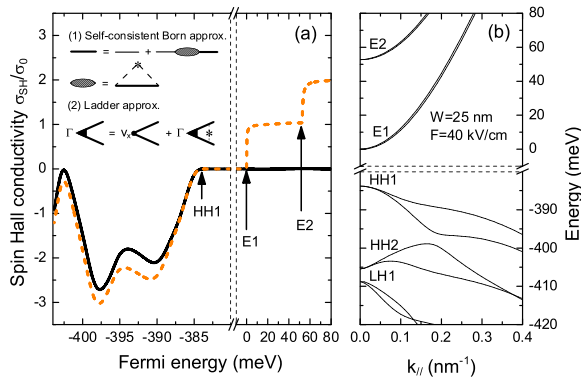 (1) Self-consistent Born approx.
= +
=
(2) Ladder approx.
Γ = vₓ + Γ
(a)
HH1
E1
E2
Spin Hall conductivity σSH/σ0
3
2
1
0
-1
-2
-3
-400 -395 -390 -385 0 20 40 60 80
Fermi energy (meV)
(b)
E2
E1
W=25 nm
F=40 kV/cm
HH1
HH2
LH1
80
60
40
20
0
-390
-400
-410
-420
Energy (meV)
0.0 0.1 0.2 0.3 0.4
k// (nm⁻¹)